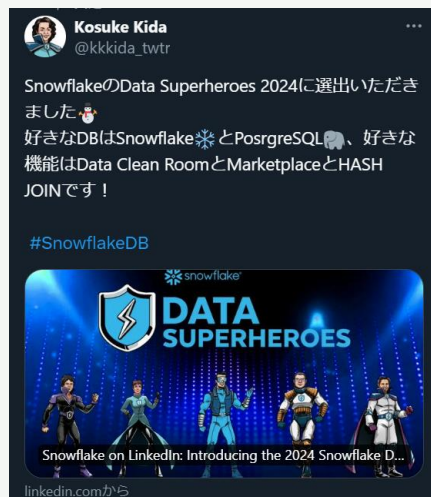 Kosuke Kida
@kkkida_twtr
SnowflakeのData Superheroes 2024に選出いただき
ました⛄
好きなDBはSnowflake❄️とPosrgreSQL🐘、好きな
機能はData Clean RoomとMarketplaceとHASH
JOINです！
#SnowflakeDB
snowflake®
DATA
SUPERHEROES
Snowflake on LinkedIn: Introducing the 2024 Snowflake D...
linkedin.comから